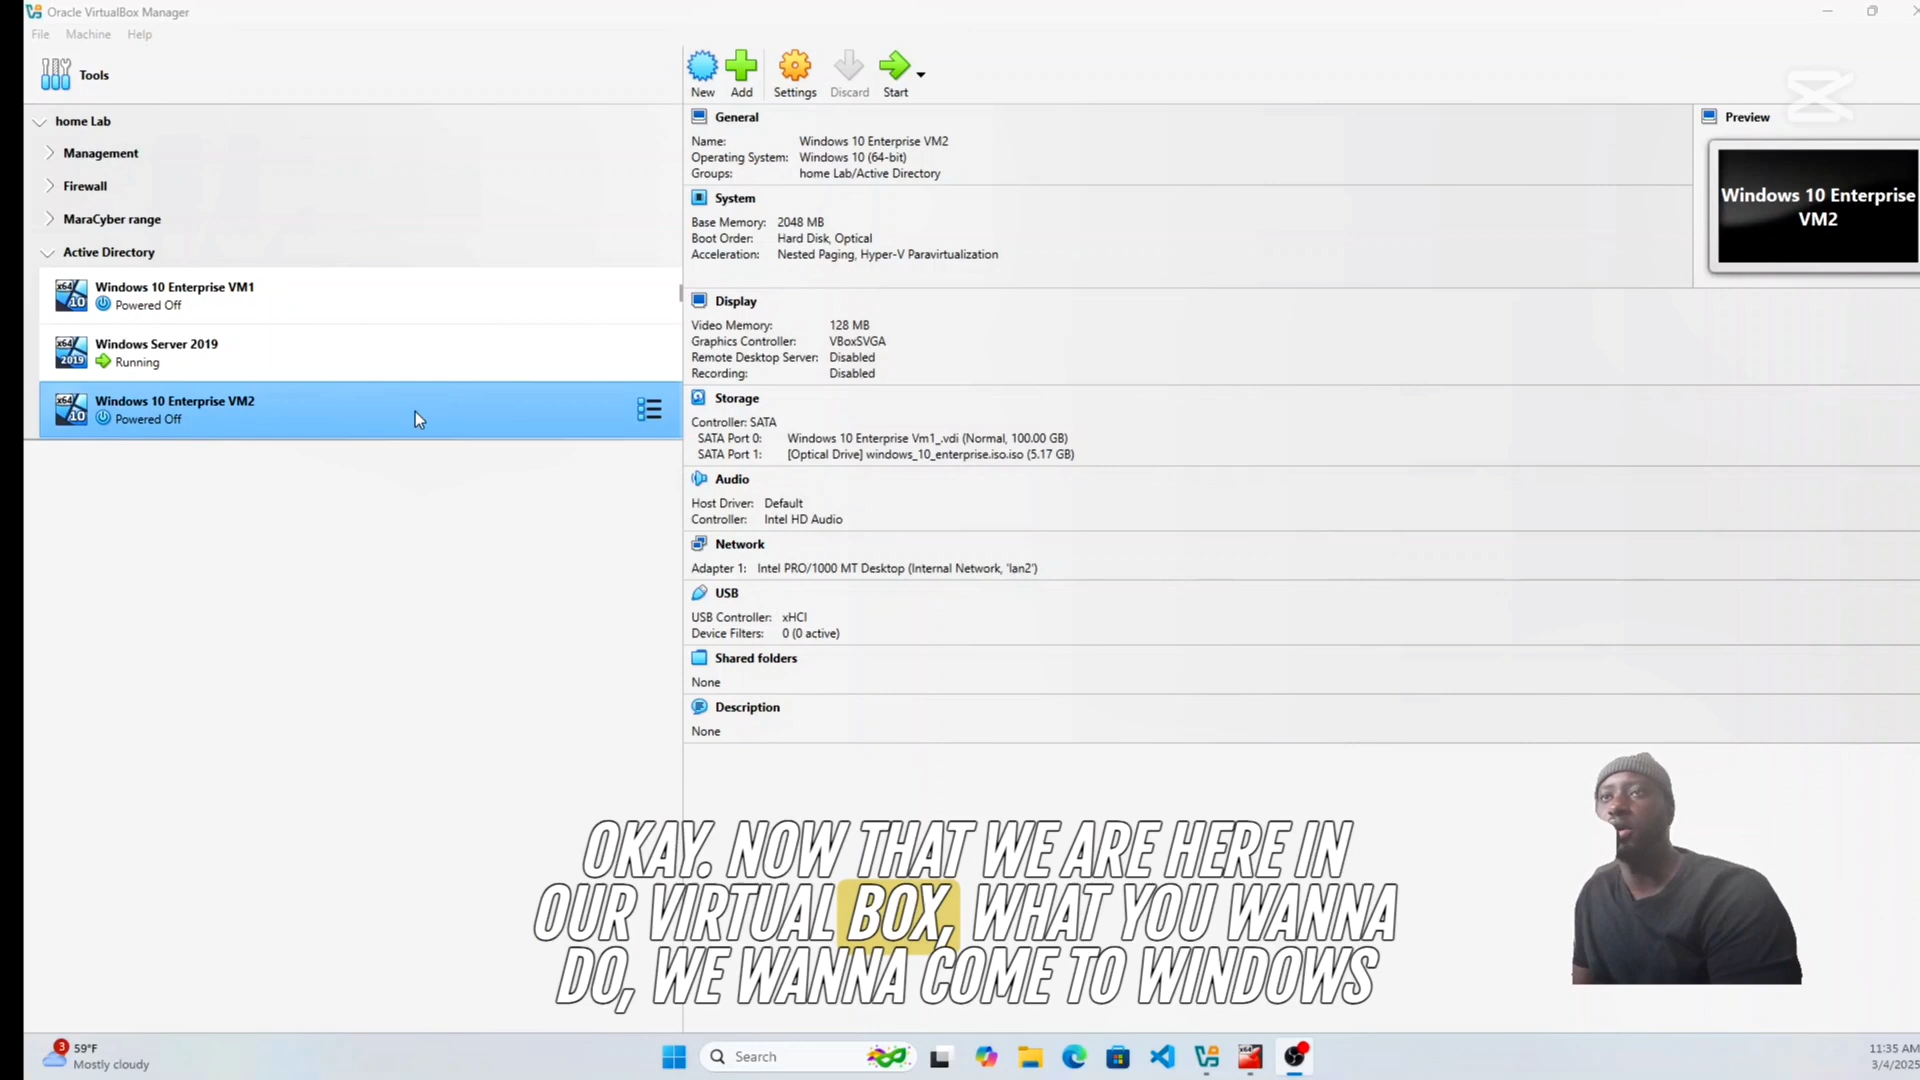 Oracle VirtualBox Manager
File Machine Help
Tools
New Add Settings Discard Start
home Lab
Management
Firewall
MaraCyber range
Active Directory
x64 10
Windows 10 Enterprise VM1
Powered Off
x64 2019
Windows Server 2019
Running
x64 10
Windows 10 Enterprise VM2
Powered Off
General
Name: Windows 10 Enterprise VM2
Operating System: Windows 10 (64-bit)
Groups: home Lab/Active Directory
System
Base Memory: 2048 MB
Boot Order: Hard Disk, Optical
Acceleration: Nested Paging, Hyper-V Paravirtualization
Display
Video Memory: 128 MB
Graphics Controller: VBoxSVGA
Remote Desktop Server: Disabled
Recording: Disabled
Storage
Controller: SATA
SATA Port 0: Windows 10 Enterprise Vm1_.vdi (Normal, 100.00 GB)
SATA Port 1: [Optical Drive] windows_10_enterprise.iso.iso (5.17 GB)
Audio
Host Driver: Default
Controller: Intel HD Audio
Network
Adapter 1: Intel PRO/1000 MT Desktop (Internal Network, 'lan2')
USB
USB Controller: xHCI
Device Filters: 0 (0 active)
Shared folders
None
Description
None
Preview
Windows 10 Enterprise
VM2
OKAY. NOW THAT WE ARE HERE IN
OUR VIRTUAL BOX, WHAT YOU WANNA
DO, WE WANNA COME TO WINDOWS
3
59°F
Mostly cloudy
Search
11:35 AM
3/4/2025